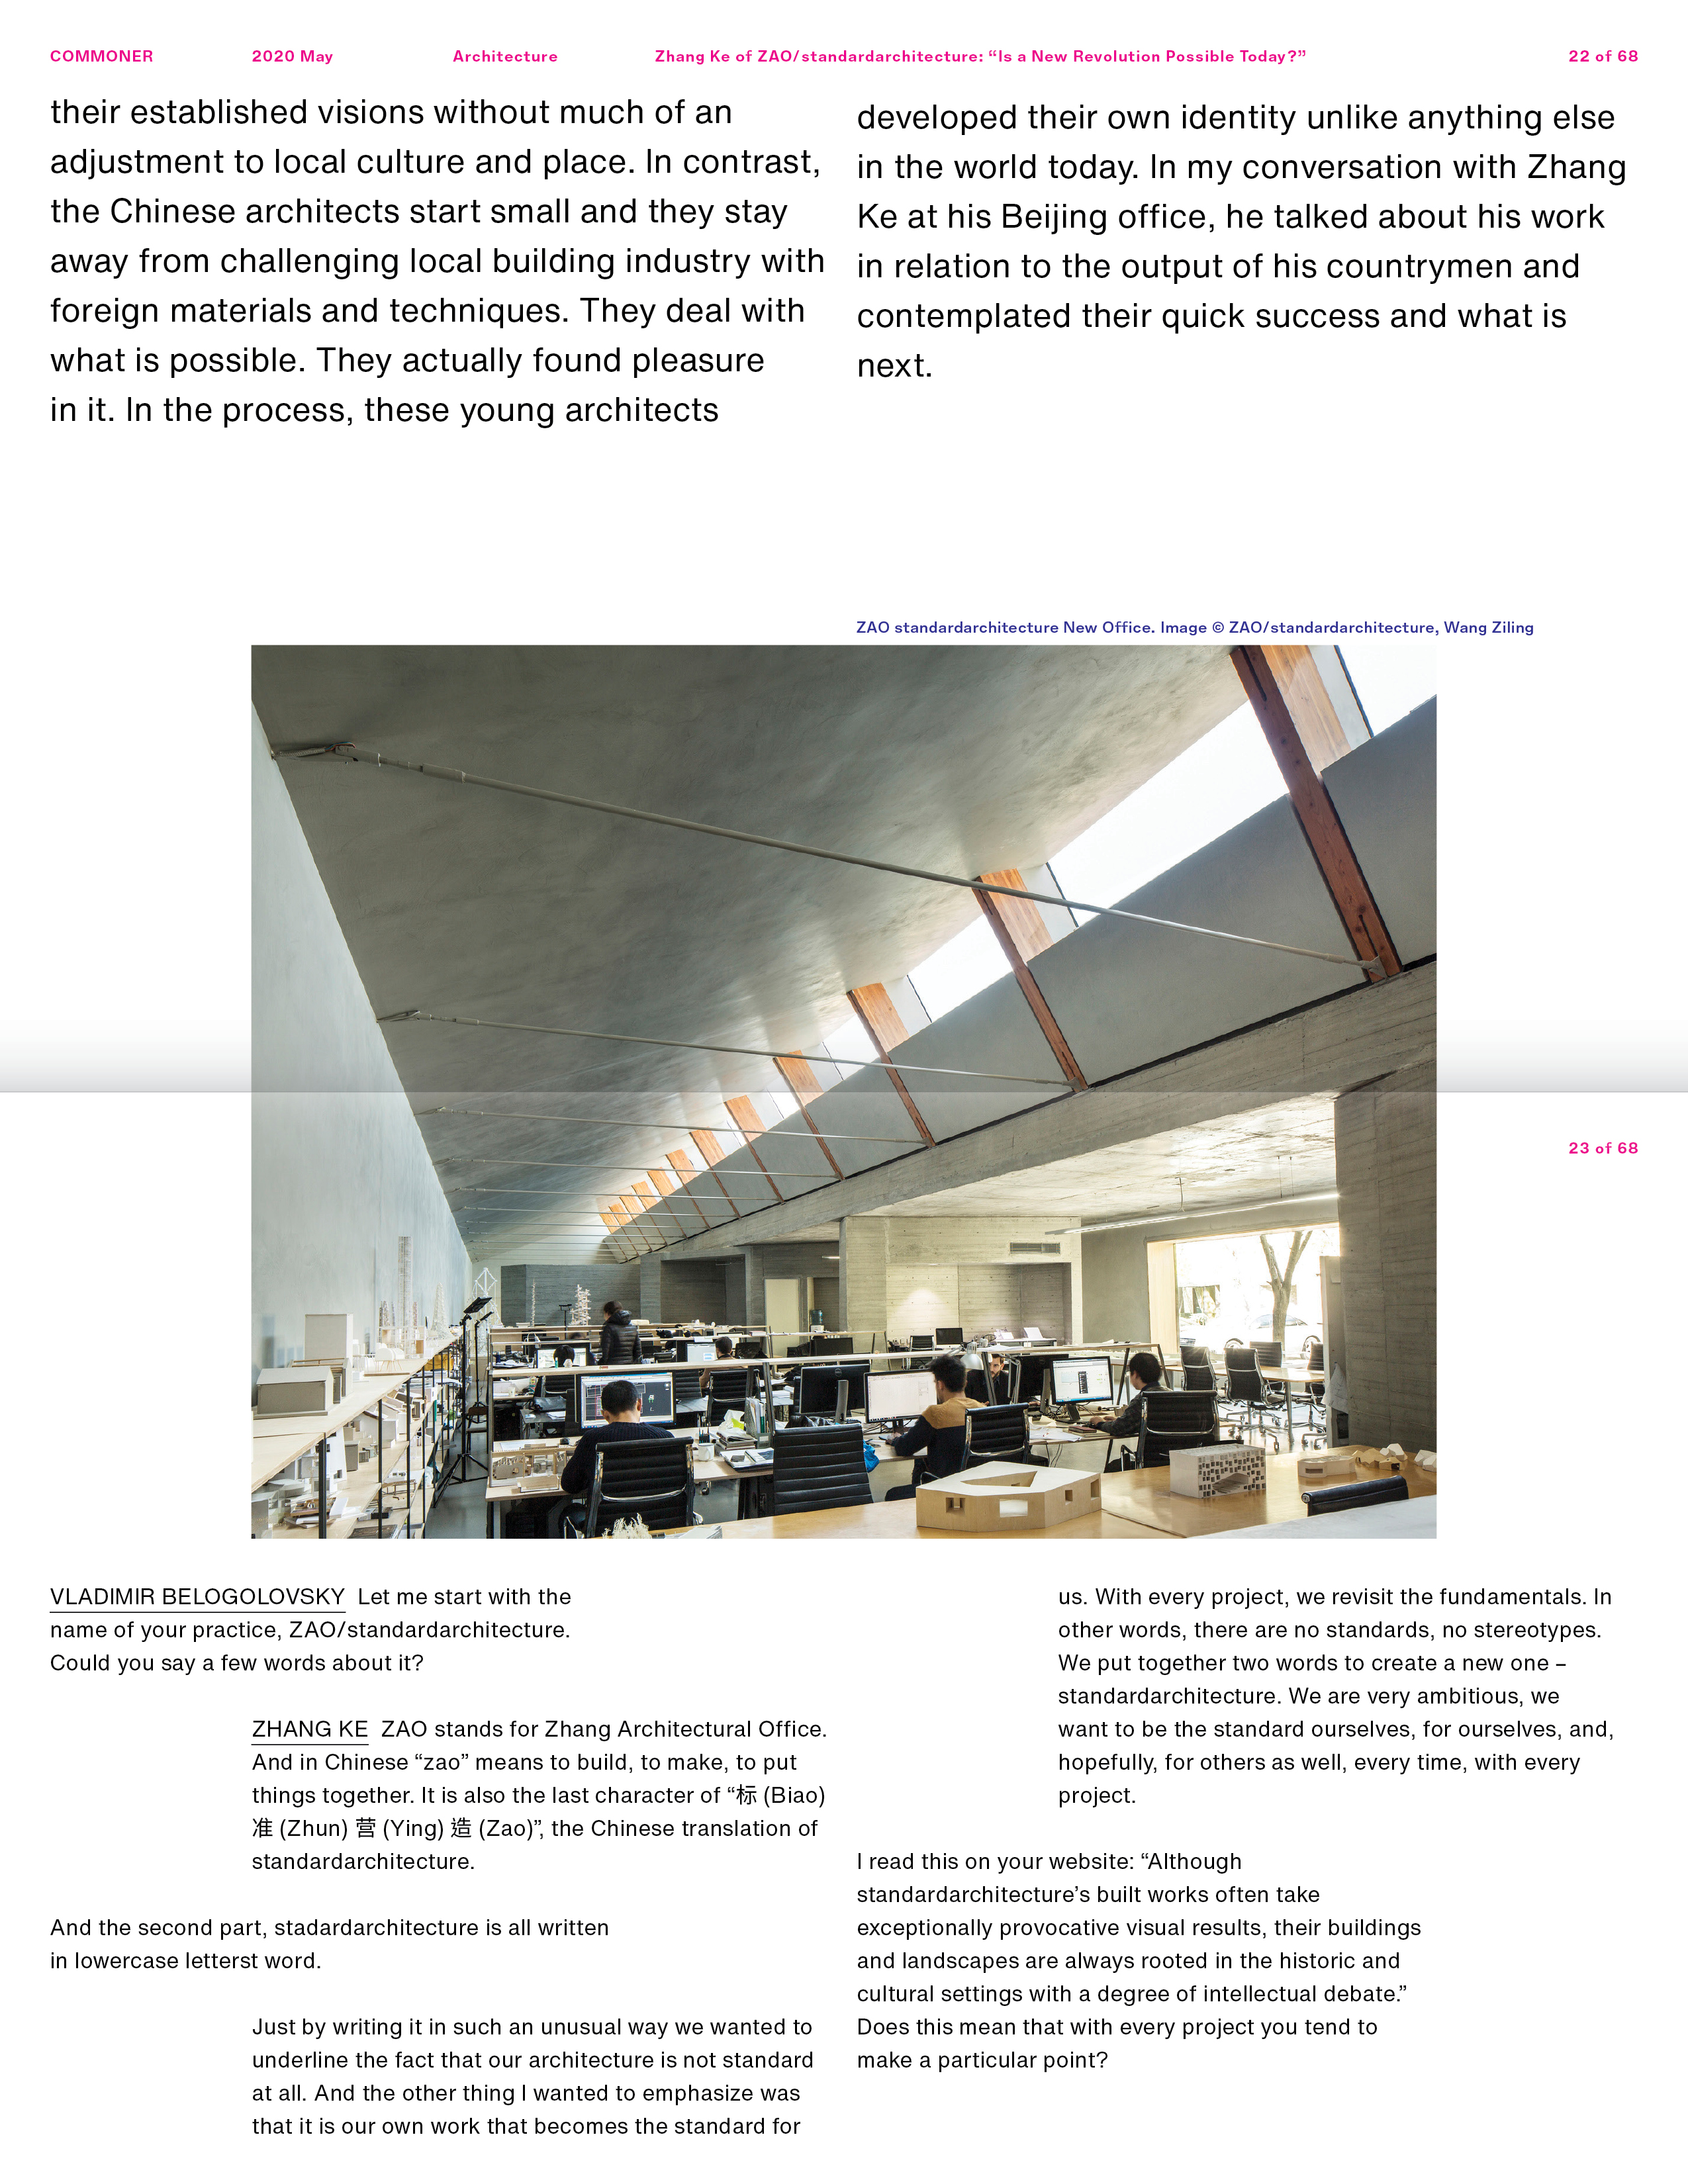 COMMONER 2020 May Architecture Zhang Ke of ZAO/standardarchitecture: “Is a New Revolution Possible Today?” 22 of 68
their established visions without much of an
adjustment to local culture and place. In contrast,
the Chinese architects start small and they stay
away from challenging local building industry with
foreign materials and techniques. They deal with
what is possible. They actually found pleasure
in it. In the process, these young architects
developed their own identity unlike anything else
in the world today. In my conversation with Zhang
Ke at his Beijing office, he talked about his work
in relation to the output of his countrymen and
contemplated their quick success and what is
next.
ZAO standardarchitecture New Office. Image © ZAO/standardarchitecture, Wang Ziling
23 of 68
VLADIMIR BELOGOLOVSKY Let me start with the
name of your practice, ZAO/standardarchitecture.
Could you say a few words about it?
ZHANG KE ZAO stands for Zhang Architectural Office.
And in Chinese “zao” means to build, to make, to put
things together. It is also the last character of “标 (Biao)
准 (Zhun) 营 (Ying) 造 (Zao)”, the Chinese translation of
standardarchitecture.
And the second part, stadardarchitecture is all written
in lowercase letterst word.
Just by writing it in such an unusual way we wanted to
underline the fact that our architecture is not standard
at all. And the other thing I wanted to emphasize was
that it is our own work that becomes the standard for
us. With every project, we revisit the fundamentals. In
other words, there are no standards, no stereotypes.
We put together two words to create a new one –
standardarchitecture. We are very ambitious, we
want to be the standard ourselves, for ourselves, and,
hopefully, for others as well, every time, with every
project.
I read this on your website: “Although
standardarchitecture’s built works often take
exceptionally provocative visual results, their buildings
and landscapes are always rooted in the historic and
cultural settings with a degree of intellectual debate.”
Does this mean that with every project you tend to
make a particular point?